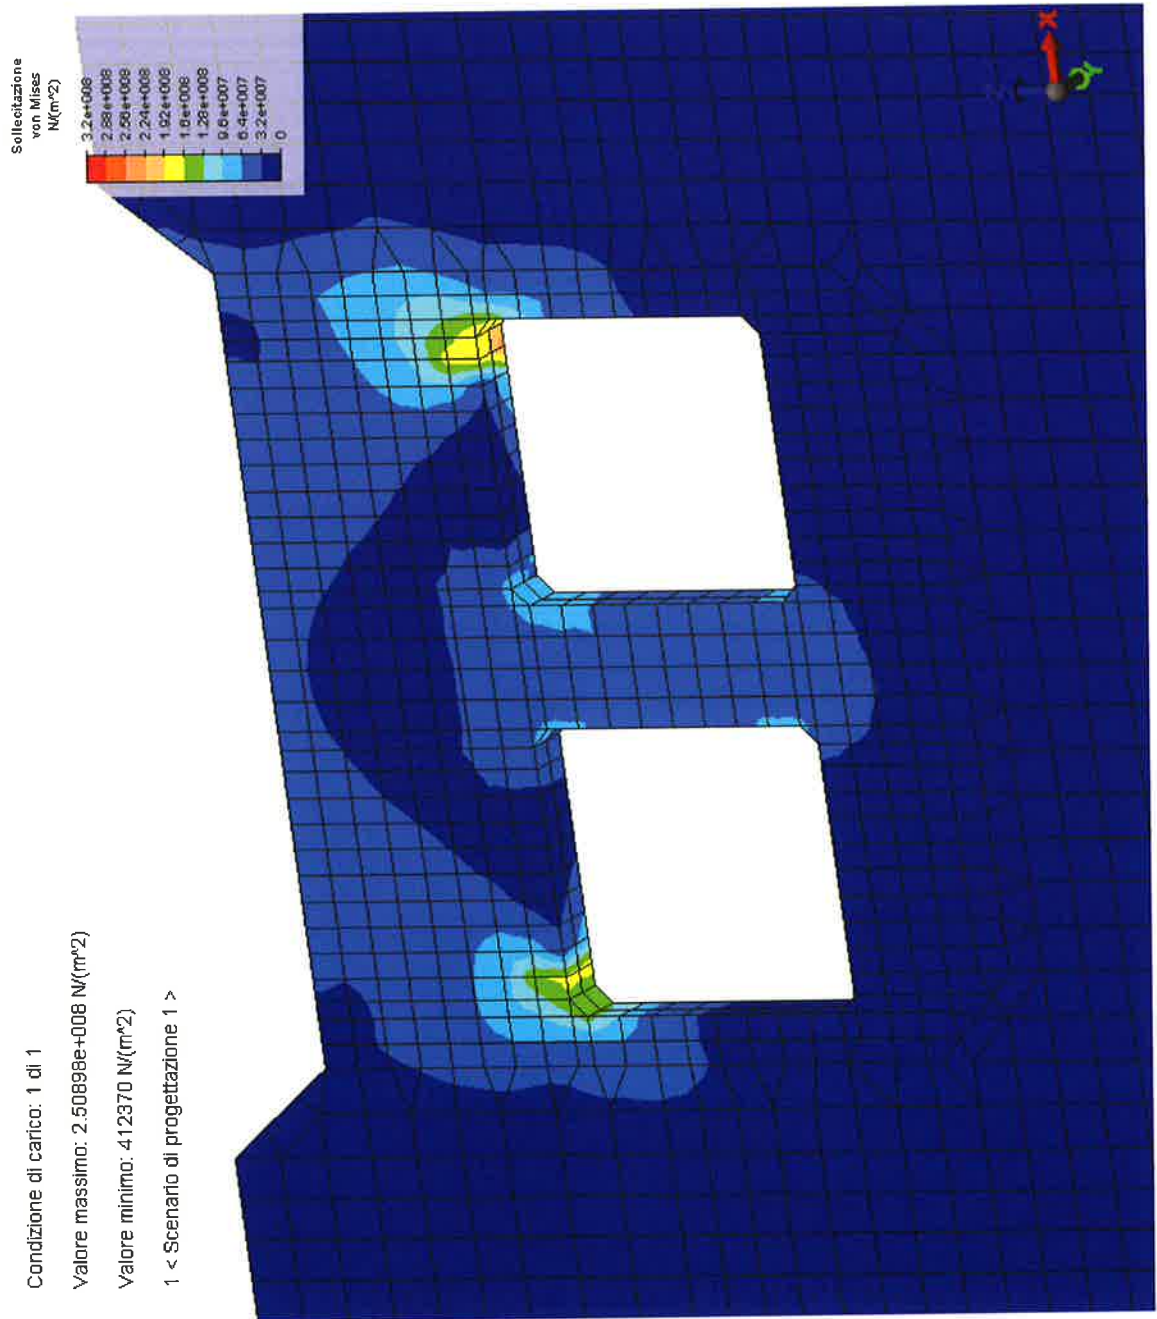 Sollecitazione
von Mises
N/(m^2)
3.2e+008
2.88e+008
2.56e+008
2.24e+008
1.92e+008
1.6e+008
1.28e+008
9.6e+007
6.4e+007
3.2e+007
0
X
Y
Condizione di carico: 1 di 1
Valore massimo: 2.50898e+008 N/(m^2)
Valore minimo: 412370 N/(m^2)
1 < Scenario di progettazione 1 >